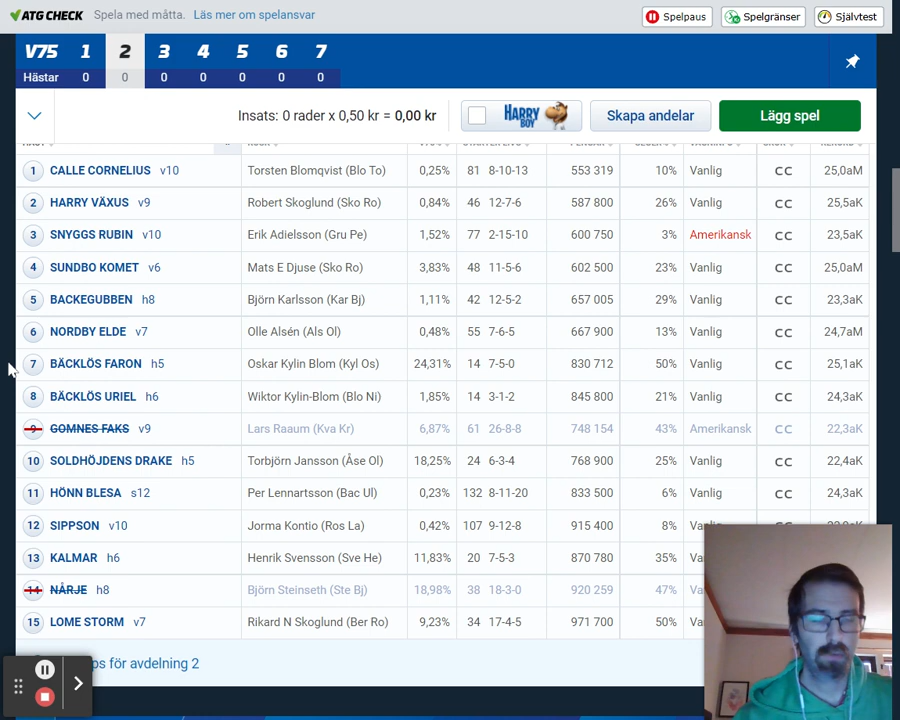 ATG CHECK Spela med måtta. Läs mer om spelansvar Spelpaus Spelgränser Självtest
V75 1 2 3 4 5 6 7
Hästar 0 0 0 0 0 0 0
Insats: 0 rader x 0,50 kr = 0,00 kr HARRY BOY Skapa andelar Lägg spel
1 CALLE CORNELIUS v10 Torsten Blomqvist (Blo To) 0,25% 81 8-10-13 553 319 10% Vanlig C C 25,0aM
2 HARRY VÄXUS v9 Robert Skoglund (Sko Ro) 0,84% 46 12-7-6 587 800 26% Vanlig C C 25,5aK
3 SNYGGS RUBIN v10 Erik Adielsson (Gru Pe) 1,52% 77 2-15-10 600 750 3% Amerikansk C C 23,5aK
4 SUNDBO KOMET v6 Mats E Djuse (Sko Ro) 3,83% 48 11-5-6 602 500 23% Vanlig C C 25,0aM
5 BACKEGUBBEN h8 Björn Karlsson (Kar Bj) 1,11% 42 12-5-2 657 005 29% Vanlig C C 23,3aK
6 NORDBY ELDE v7 Olle Alsén (Als Ol) 0,48% 55 7-6-5 667 900 13% Vanlig C C 24,7aM
7 BÄCKLÖS FARON h5 Oskar Kylin Blom (Kyl Os) 24,31% 14 7-5-0 830 712 50% Vanlig C C 25,1aK
8 BÄCKLÖS URIEL h6 Wiktor Kylin-Blom (Blo Ni) 1,85% 14 3-1-2 845 800 21% Vanlig C C 24,3aK
9 GOMNES FAKS v9 Lars Raaum (Kva Kr) 6,87% 61 26-8-8 748 154 43% Amerikansk C C 22,3aK
10 SOLDHÖJDENS DRAKE h5 Torbjörn Jansson (Åse Ol) 18,25% 24 6-3-4 768 900 25% Vanlig C C 22,4aK
11 HÖNN BLESA s12 Per Lennartsson (Bac Ul) 0,23% 132 8-11-20 833 500 6% Vanlig C C 24,3aK
12 SIPPSON v10 Jorma Kontio (Ros La) 0,42% 107 9-12-8 915 400 8%
13 KALMAR h6 Henrik Svensson (Sve He) 11,83% 20 7-5-3 870 780 35%
14 NÅRJE h8 Björn Steinseth (Ste Bj) 18,98% 38 18-3-0 920 259 47%
15 LOME STORM v7 Rikard N Skoglund (Ber Ro) 9,23% 34 17-4-5 971 700 50%
för avdelning 2